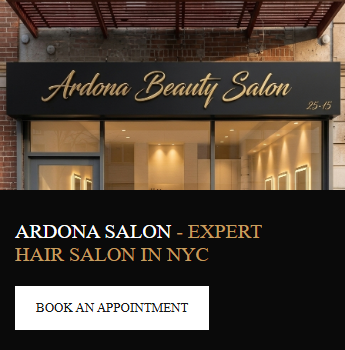 Ardona Beauty Salon
25-15
ARDONA SALON - EXPERT
HAIR SALON IN NYC
BOOK AN APPOINTMENT